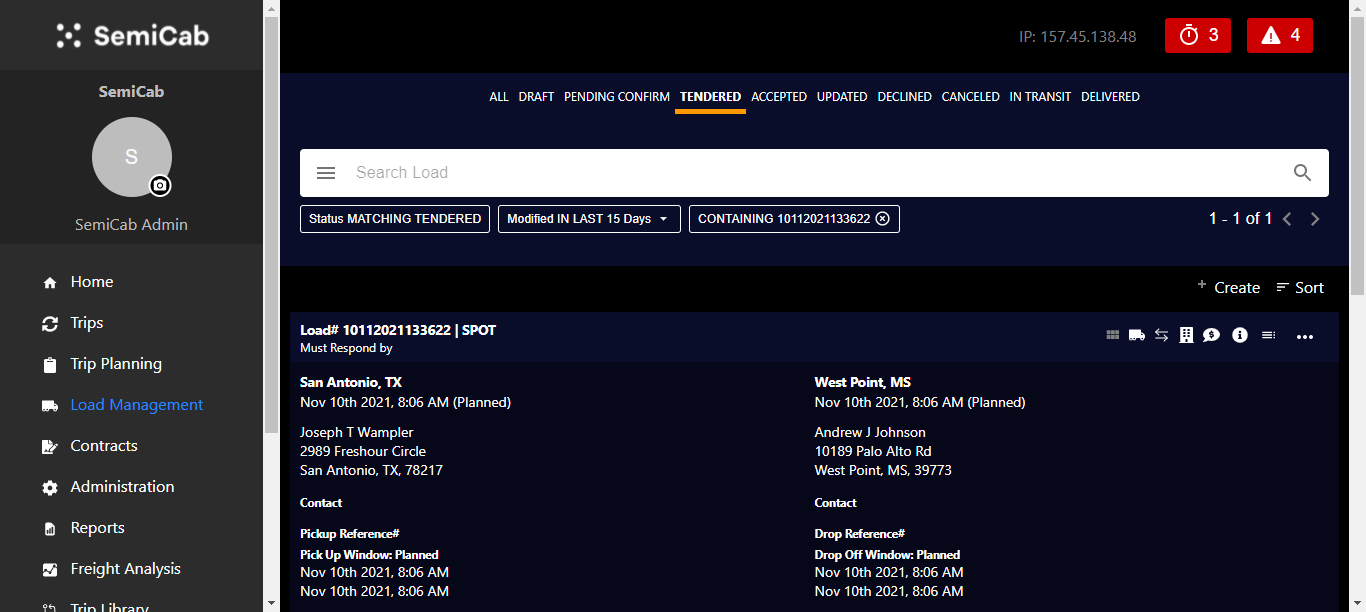 SemiCab
SemiCab
S
SemiCab Admin
Home
Trips
Trip Planning
Load Management
Contracts
Administration
Reports
Freight Analysis
Trip Library
IP: 157.45.138.48
3
4
ALL DRAFT PENDING CONFIRM TENDERED ACCEPTED UPDATED DECLINED CANCELED IN TRANSIT DELIVERED
Search Load
Status MATCHING TENDERED
Modified IN LAST 15 Days
CONTAINING 10112021133622
1 - 1 of 1
+ Create
Sort
Load# 10112021133622 | SPOT
Must Respond by
San Antonio, TX
Nov 10th 2021, 8:06 AM (Planned)
Joseph T Wampler
2989 Freshour Circle
San Antonio, TX, 78217
Contact
Pickup Reference#
Pick Up Window: Planned
Nov 10th 2021, 8:06 AM
Nov 10th 2021, 8:06 AM
West Point, MS
Nov 10th 2021, 8:06 AM (Planned)
Andrew J Johnson
10189 Palo Alto Rd
West Point, MS, 39773
Contact
Drop Reference#
Drop Off Window: Planned
Nov 10th 2021, 8:06 AM
Nov 10th 2021, 8:06 AM